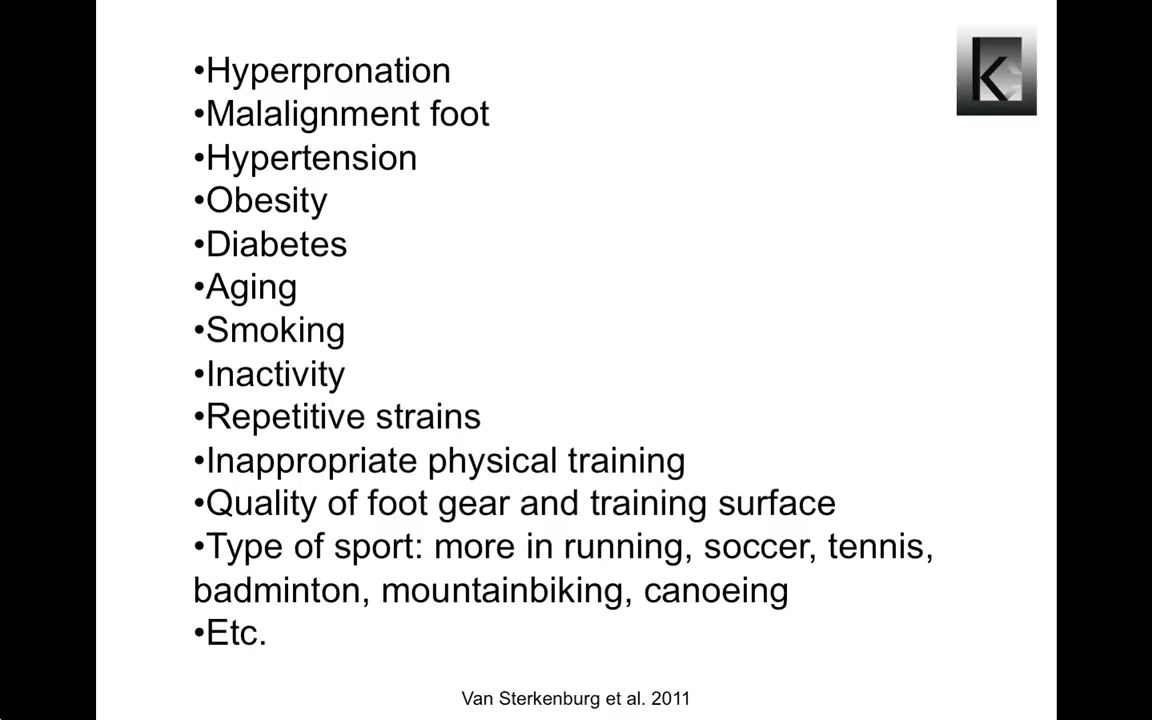 •Hyperpronation
•Malalignment foot
•Hypertension
•Obesity
•Diabetes
•Aging
•Smoking
•Inactivity
•Repetitive strains
•Inappropriate physical training
•Quality of foot gear and training surface
•Type of sport: more in running, soccer, tennis,
badminton, mountainbiking, canoeing
•Etc.
Van Sterkenburg et al. 2011